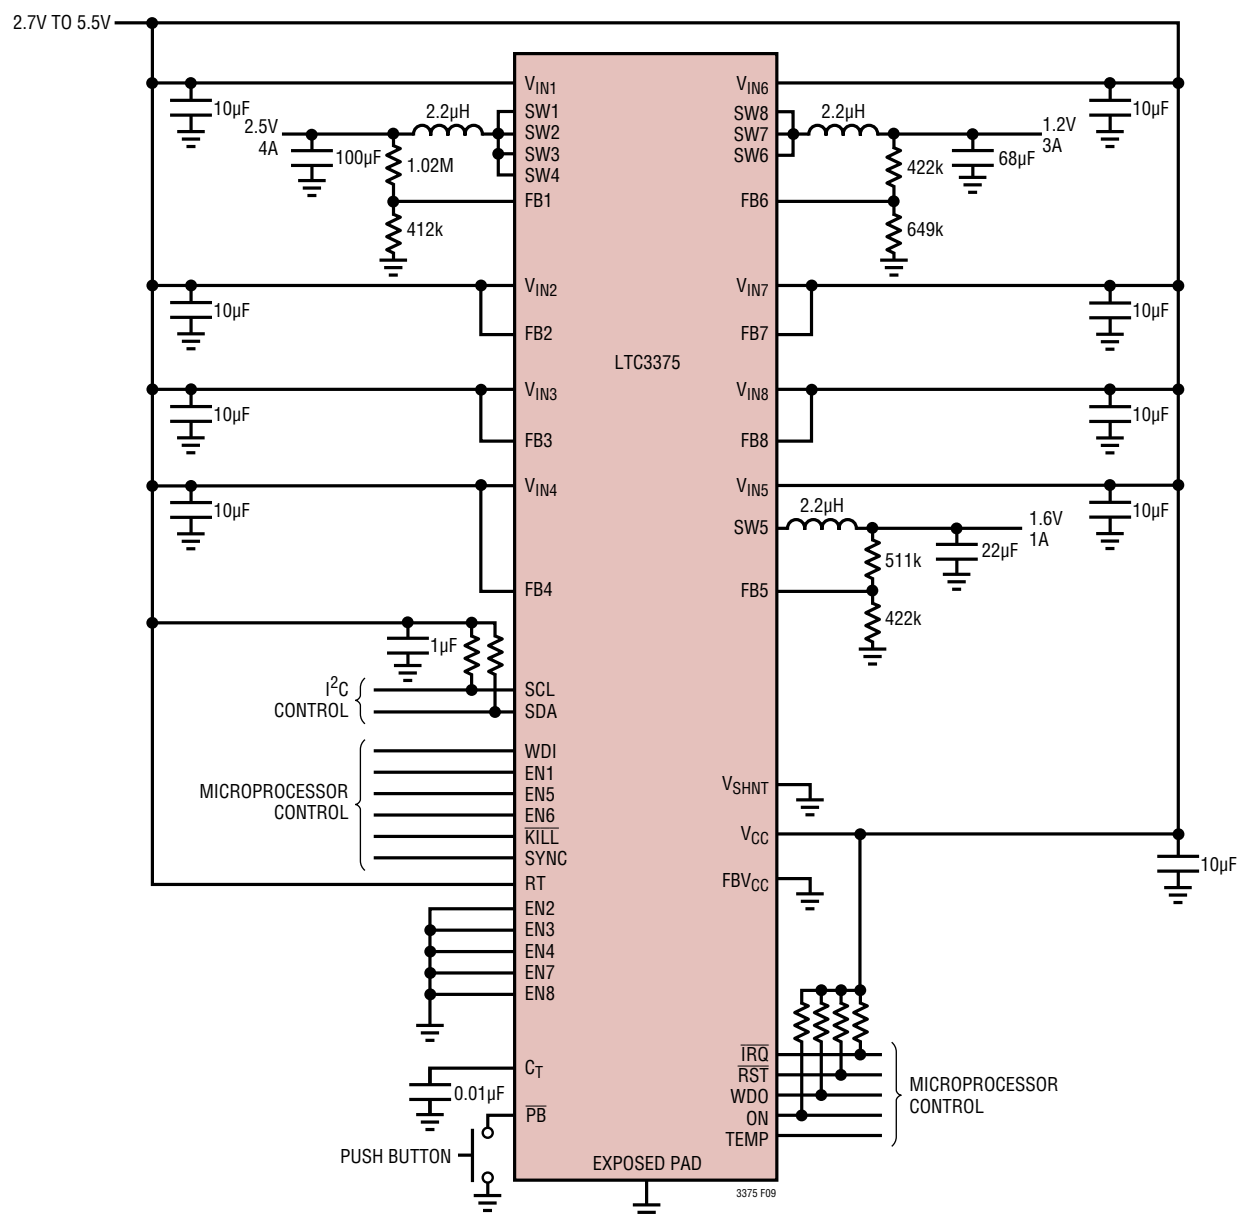 2.7V TO 5.5V
VIN1
10µF
2.5V
4A
100µF
2.2µH
1.02M
412k
SW1
SW2
SW3
SW4
FB1
VIN2
10µF
FB2
VIN3
10µF
FB3
VIN4
10µF
FB4
1µF
I2C
CONTROL
SCL
SDA
MICROPROCESSOR
CONTROL
WDI
EN1
EN5
EN6
KILL
SYNC
RT
EN2
EN3
EN4
EN7
EN8
CT
0.01µF
PB
PUSH BUTTON
LTC3375
EXPOSED PAD
VIN6
10µF
SW8
SW7
SW6
2.2µH
1.2V
3A
68µF
422k
649k
FB6
VIN7
10µF
FB7
VIN8
10µF
FB8
VIN5
10µF
SW5
2.2µH
1.6V
1A
22µF
511k
422k
FB5
VSHNT
VCC
10µF
FBVCC
IRQ
RST
WDO
ON
TEMP
MICROPROCESSOR
CONTROL
3375 F09